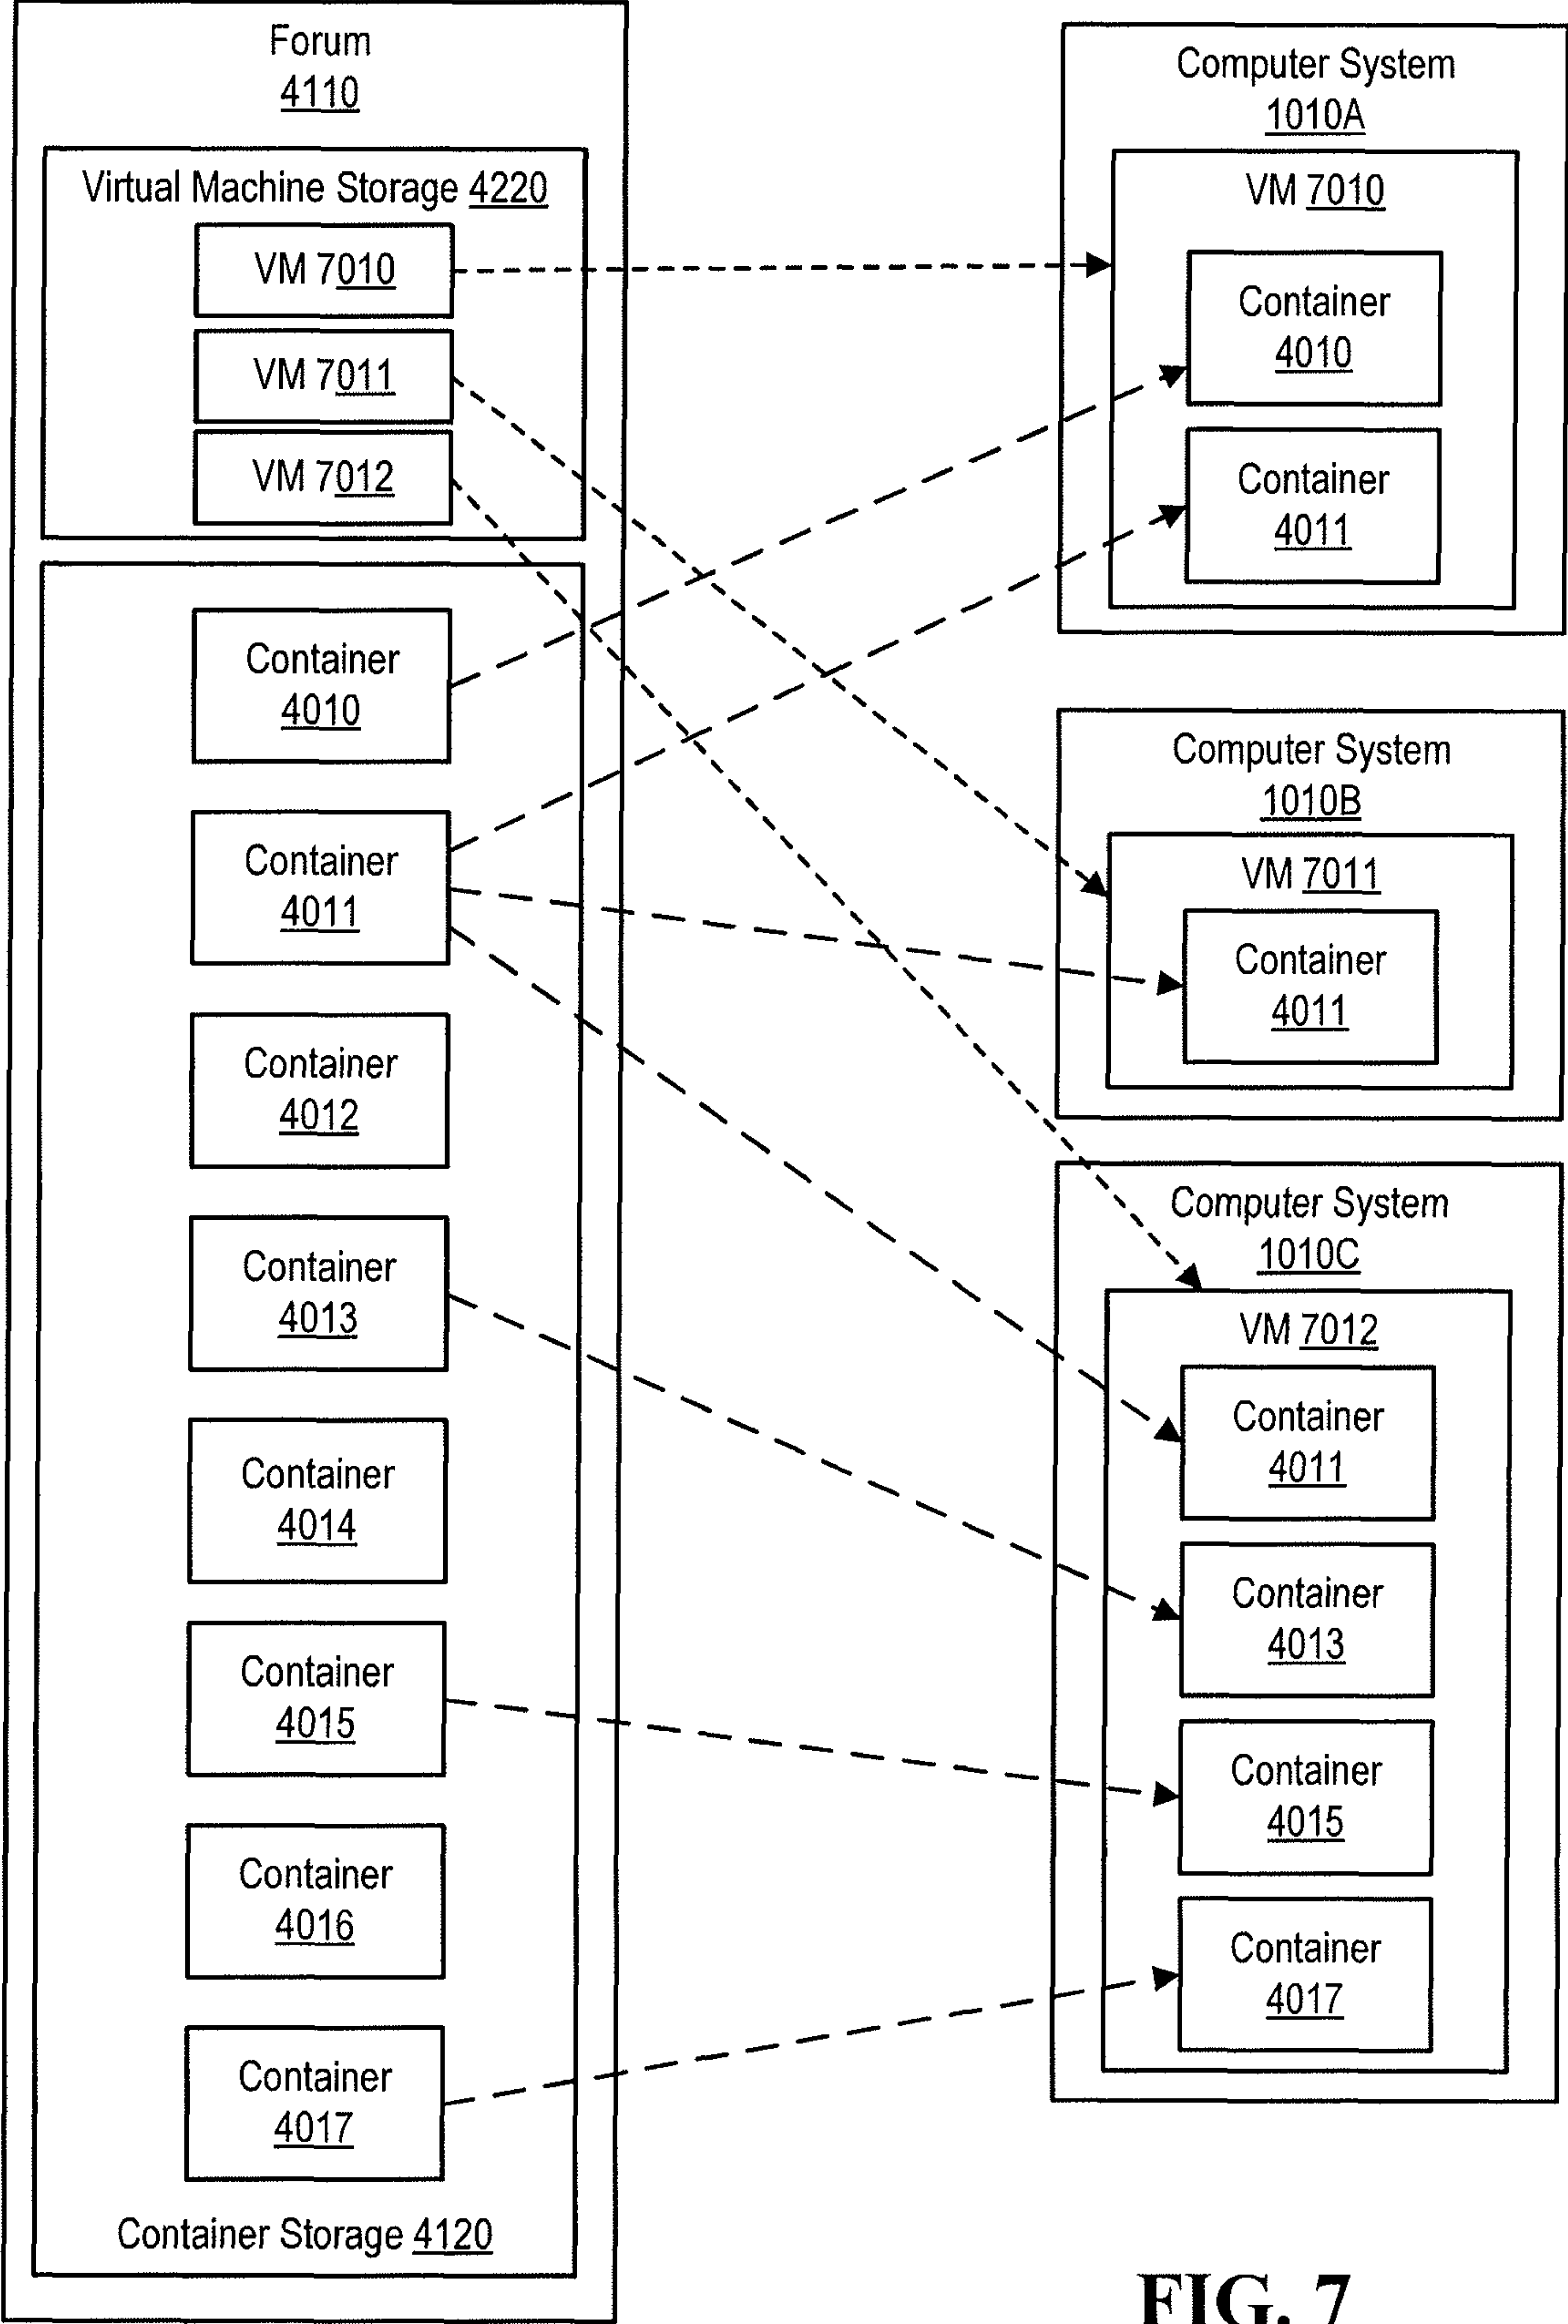 Forum
4110
Virtual Machine Storage 4220
VM 7010
VM 7011
VM 7012
Container
4010
Container
4011
Container
4012
Container
4013
Container
4014
Container
4015
Container
4016
Container
4017
Container Storage 4120
Computer System
1010A
VM 7010
Container
4010
Container
4011
Computer System
1010B
VM 7011
Container
4011
Computer System
1010C
VM 7012
Container
4011
Container
4013
Container
4015
Container
4017
FIG. 7